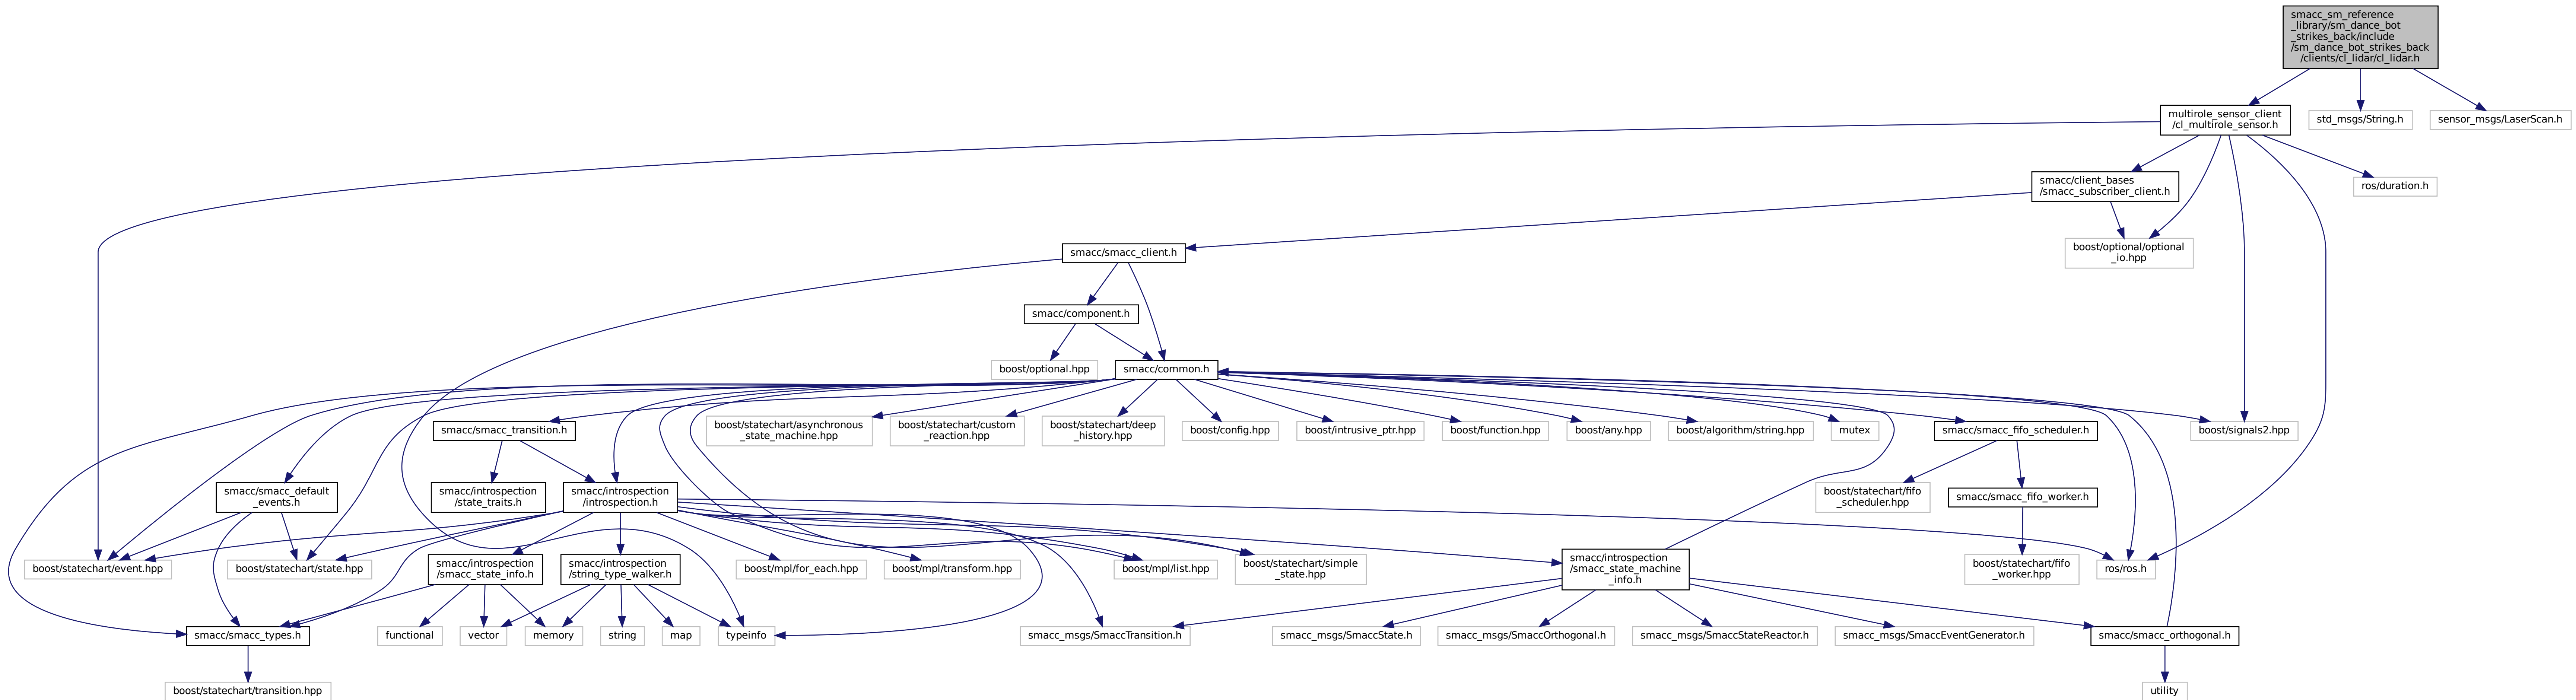 smacc_sm_reference
_library/sm_dance_bot
_strikes_back/include
/sm_dance_bot_strikes_back
/clients/cl_lidar/cl_lidar.h
multirole_sensor_client
/cl_multirole_sensor.h
std_msgs/String.h
sensor_msgs/LaserScan.h
smacc/client_bases
/smacc_subscriber_client.h
ros/duration.h
smacc/smacc_client.h
boost/optional/optional
_io.hpp
smacc/component.h
boost/optional.hpp
smacc/common.h
smacc/smacc_transition.h
boost/statechart/asynchronous
_state_machine.hpp
boost/statechart/custom
_reaction.hpp
boost/statechart/deep
_history.hpp
boost/config.hpp
boost/intrusive_ptr.hpp
boost/function.hpp
boost/any.hpp
boost/algorithm/string.hpp
mutex
smacc/smacc_fifo_scheduler.h
boost/signals2.hpp
smacc/smacc_default
_events.h
smacc/introspection
/state_traits.h
smacc/introspection
/introspection.h
boost/statechart/fifo
_scheduler.hpp
smacc/smacc_fifo_worker.h
boost/statechart/event.hpp
boost/statechart/state.hpp
smacc/introspection
/smacc_state_info.h
smacc/introspection
/string_type_walker.h
boost/mpl/for_each.hpp
boost/mpl/transform.hpp
boost/mpl/list.hpp
boost/statechart/simple
_state.hpp
smacc/introspection
/smacc_state_machine
_info.h
boost/statechart/fifo
_worker.hpp
ros/ros.h
smacc/smacc_types.h
functional
vector
memory
string
map
typeinfo
smacc_msgs/SmaccTransition.h
smacc_msgs/SmaccState.h
smacc_msgs/SmaccOrthogonal.h
smacc_msgs/SmaccStateReactor.h
smacc_msgs/SmaccEventGenerator.h
smacc/smacc_orthogonal.h
boost/statechart/transition.hpp
utility